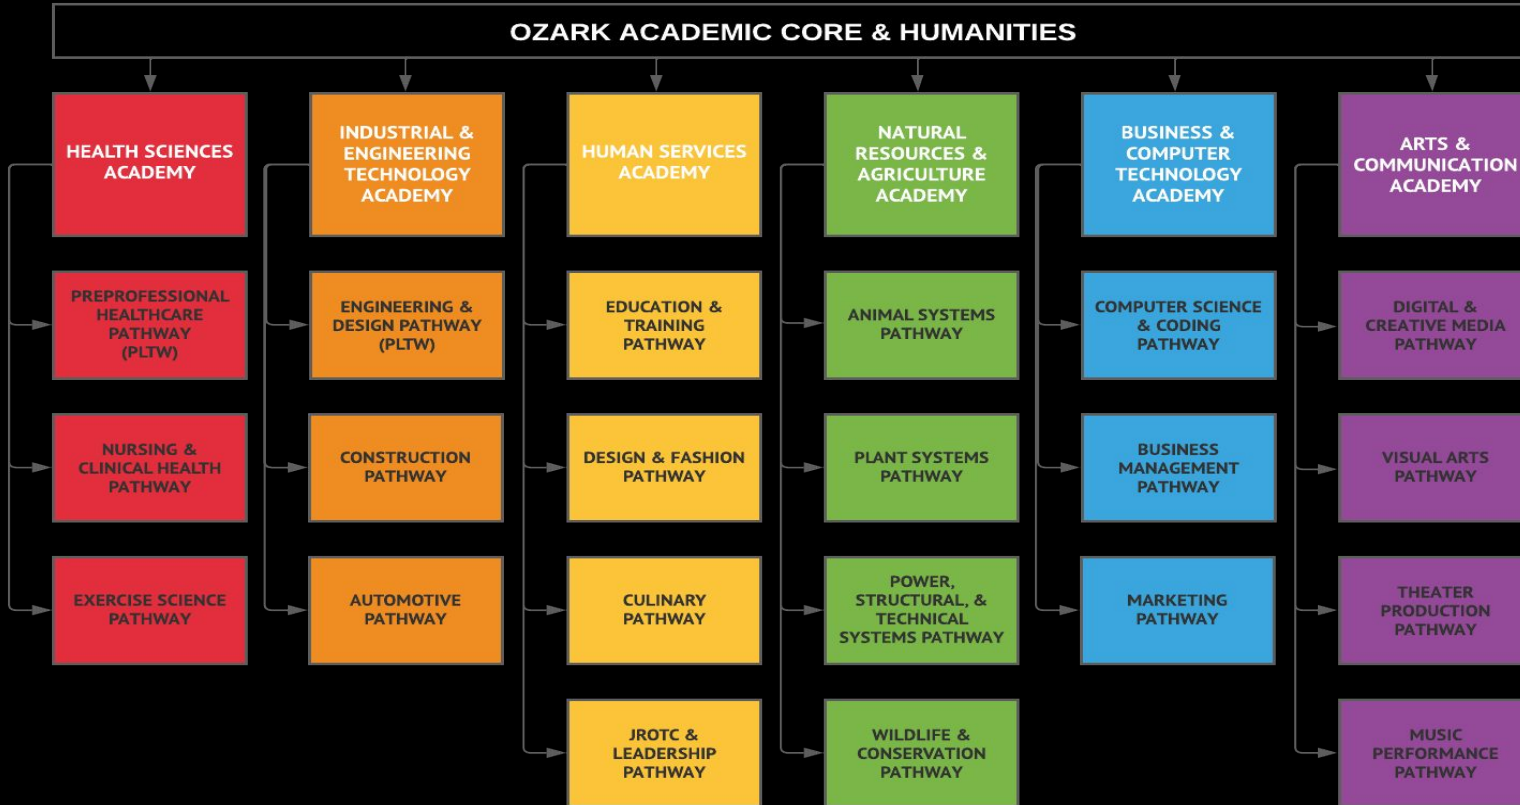 OZARK ACADEMIC CORE & HUMANITIES
HEALTH SCIENCES
ACADEMY
INDUSTRIAL &
ENGINEERING
TECHNOLOGY
ACADEMY
HUMAN SERVICES
ACADEMY
NATURAL
RESOURCES &
AGRICULTURE
ACADEMY
BUSINESS &
COMPUTER
TECHNOLOGY
ACADEMY
ARTS &
COMMUNICATION
ACADEMY
PREPROFESSIONAL
HEALTHCARE
PATHWAY
(PLTW)
ENGINEERING &
DESIGN PATHWAY
(PLTW)
EDUCATION &
TRAINING
PATHWAY
ANIMAL SYSTEMS
PATHWAY
COMPUTER SCIENCE
& CODING
PATHWAY
DIGITAL &
CREATIVE MEDIA
PATHWAY
NURSING &
CLINICAL HEALTH
PATHWAY
CONSTRUCTION
PATHWAY
DESIGN & FASHION
PATHWAY
PLANT SYSTEMS
PATHWAY
BUSINESS
MANAGEMENT
PATHWAY
VISUAL ARTS
PATHWAY
EXERCISE SCIENCE
PATHWAY
AUTOMOTIVE
PATHWAY
CULINARY
PATHWAY
POWER,
STRUCTURAL, &
TECHNICAL
SYSTEMS PATHWAY
MARKETING
PATHWAY
THEATER
PRODUCTION
PATHWAY
JROTC &
LEADERSHIP
PATHWAY
WILDLIFE &
CONSERVATION
PATHWAY
MUSIC
PERFORMANCE
PATHWAY